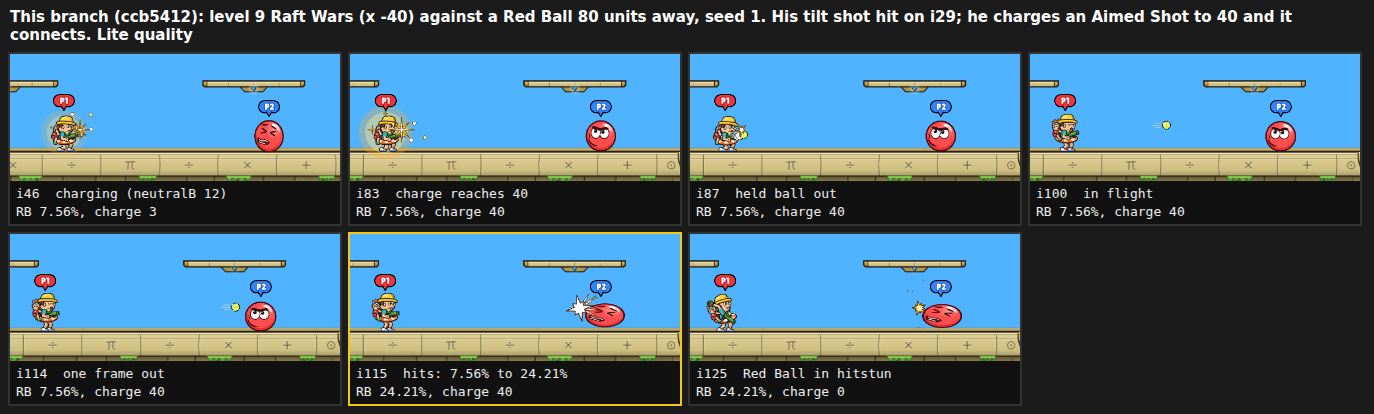 This branch (ccb5412): level 9 Raft Wars (x -40) against a Red Ball 80 units away, seed 1. His tilt shot hit on i29; he charges an Aimed Shot to 40 and it
connects. Lite quality
P1
P2
× ÷ π ÷ × +
i46 charging (neutralB 12)
RB 7.56%, charge 3
P1
P2
÷ π ÷ × +
i83 charge reaches 40
RB 7.56%, charge 40
P1
P2
÷ π ÷ × +
i87 held ball out
RB 7.56%, charge 40
P1
P2
÷ π ÷ × +
i100 in flight
RB 7.56%, charge 40
P1
P2
÷ π ÷ × +
i114 one frame out
RB 7.56%, charge 40
P1
P2
÷ π ÷ × +
i115 hits: 7.56% to 24.21%
RB 24.21%, charge 40
P1
P2
÷ π ÷ × +
i125 Red Ball in hitstun
RB 24.21%, charge 0